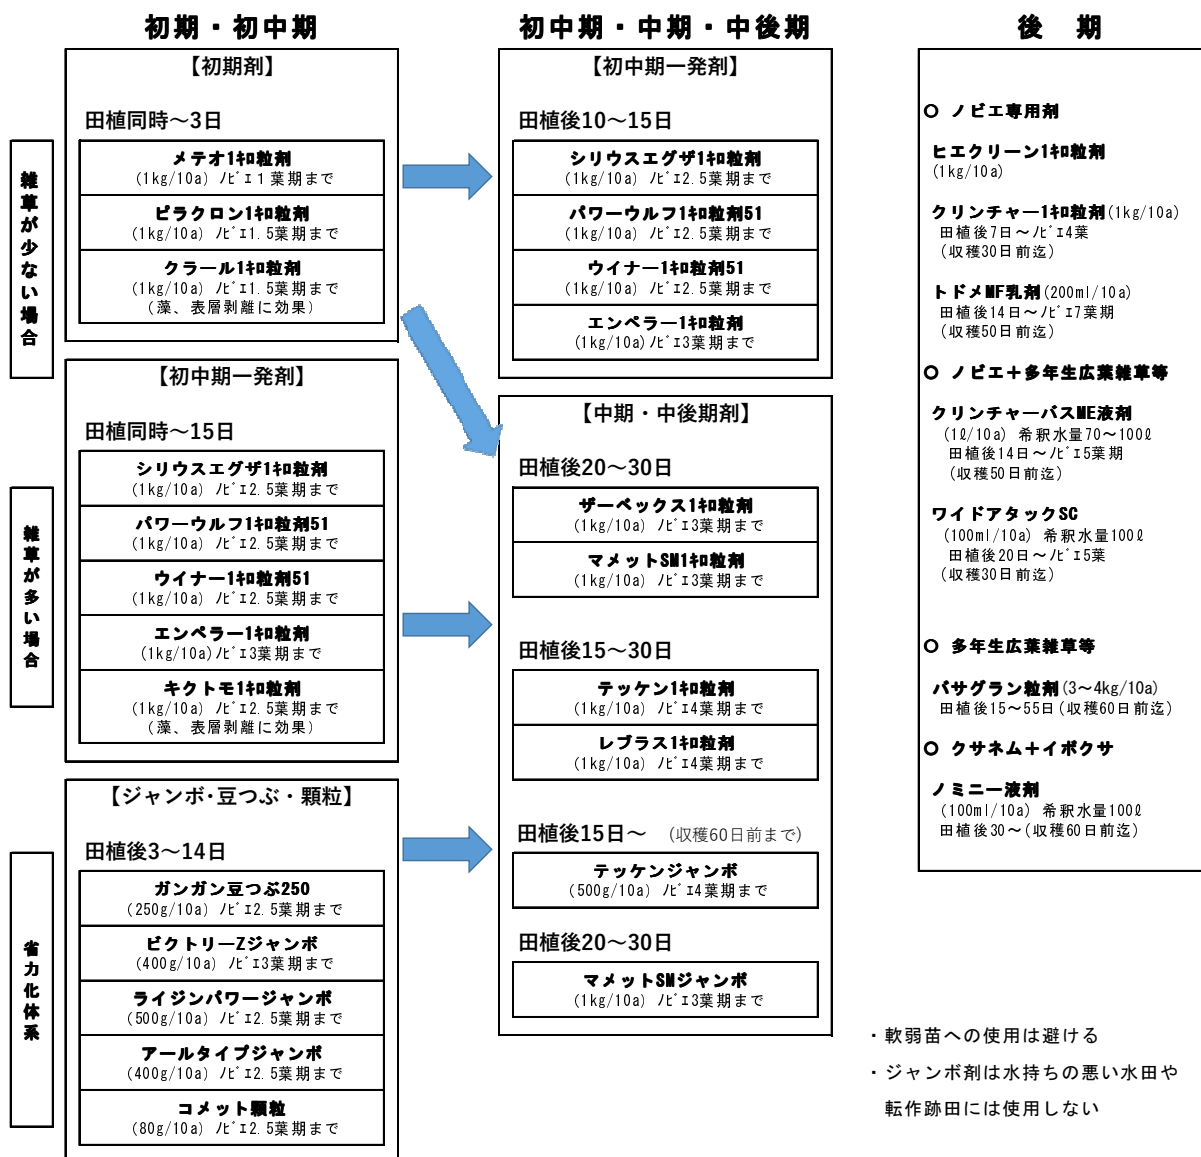 初期・初中期
【初期剤】
田植同時～3日
雑草が少ない場合
メテオ1ｷﾛ粒剤
(1kg/10a) ﾉﾋﾞｴ１葉期まで
ピラクロン1ｷﾛ粒剤
(1kg/10a) ﾉﾋﾞｴ1.5葉期まで
クラール1ｷﾛ粒剤
(1kg/10a) ﾉﾋﾞｴ1.5葉期まで
(藻、表層剥離に効果)
【初中期一発剤】
田植同時～15日
雑草が多い場合
シリウスエグザ1ｷﾛ粒剤
(1kg/10a) ﾉﾋﾞｴ2.5葉期まで
パワーウルフ1ｷﾛ粒剤51
(1kg/10a) ﾉﾋﾞｴ2.5葉期まで
ウイナー1ｷﾛ粒剤51
(1kg/10a) ﾉﾋﾞｴ2.5葉期まで
エンペラー1ｷﾛ粒剤
(1kg/10a)ﾉﾋﾞｴ3葉期まで
キクトモ1ｷﾛ粒剤
(1kg/10a) ﾉﾋﾞｴ2.5葉期まで
(藻、表層剥離に効果)
【ジャンボ・豆つぶ・顆粒】
田植後3～14日
省力化体系
ガンガン豆つぶ250
(250g/10a) ﾉﾋﾞｴ2.5葉期まで
ビクトリーZジャンボ
(400g/10a) ﾉﾋﾞｴ3葉期まで
ライジンパワージャンボ
(500g/10a) ﾉﾋﾞｴ2.5葉期まで
アールタイプジャンボ
(400g/10a) ﾉﾋﾞｴ2.5葉期まで
コメット顆粒
(80g/10a) ﾉﾋﾞｴ2.5葉期まで
初中期・中期・中後期
【初中期一発剤】
田植後10～15日
シリウスエグザ1ｷﾛ粒剤
(1kg/10a) ﾉﾋﾞｴ2.5葉期まで
パワーウルフ1ｷﾛ粒剤51
(1kg/10a) ﾉﾋﾞｴ2.5葉期まで
ウイナー1ｷﾛ粒剤51
(1kg/10a) ﾉﾋﾞｴ2.5葉期まで
エンペラー1ｷﾛ粒剤
(1kg/10a)ﾉﾋﾞｴ3葉期まで
【中期・中後期剤】
田植後20～30日
ザーベックス1ｷﾛ粒剤
(1kg/10a) ﾉﾋﾞｴ3葉期まで
マメットSM1ｷﾛ粒剤
(1kg/10a) ﾉﾋﾞｴ3葉期まで
田植後15～30日
テッケン1ｷﾛ粒剤
(1kg/10a) ﾉﾋﾞｴ4葉期まで
レブラス1ｷﾛ粒剤
(1kg/10a) ﾉﾋﾞｴ4葉期まで
田植後15日～ (収穫60日前まで)
テッケンジャンボ
(500g/10a) ﾉﾋﾞｴ4葉期まで
田植後20～30日
マメットSMジャンボ
(1kg/10a) ﾉﾋﾞｴ3葉期まで
後 期
○ ノビエ専用剤
ヒエクリーン1ｷﾛ粒剤
(1kg/10a)
クリンチャー1ｷﾛ粒剤(1kg/10a)
田植後7日～ﾉﾋﾞｴ4葉
(収穫30日前迄)
トドメMF乳剤(200ml/10a)
田植後14日～ﾉﾋﾞｴ7葉期
(収穫50日前迄)
○ ノビエ＋多年生広葉雑草等
クリンチャーバスME液剤
(1ℓ/10a) 希釈水量70～100ℓ
田植後14日～ﾉﾋﾞｴ5葉期
(収穫50日前迄)
ワイドアタックSC
(100ml/10a) 希釈水量100ℓ
田植後20日～ﾉﾋﾞｴ5葉
(収穫30日前迄)
○ 多年生広葉雑草等
バサグラン粒剤(3～4kg/10a)
田植後15～55日(収穫60日前迄)
○ クサネム＋イボクサ
ノミニー液剤
(100ml/10a) 希釈水量100ℓ
田植後30～(収穫60日前迄)
・軟弱苗への使用は避ける
・ジャンボ剤は水持ちの悪い水田や
転作跡田には使用しない